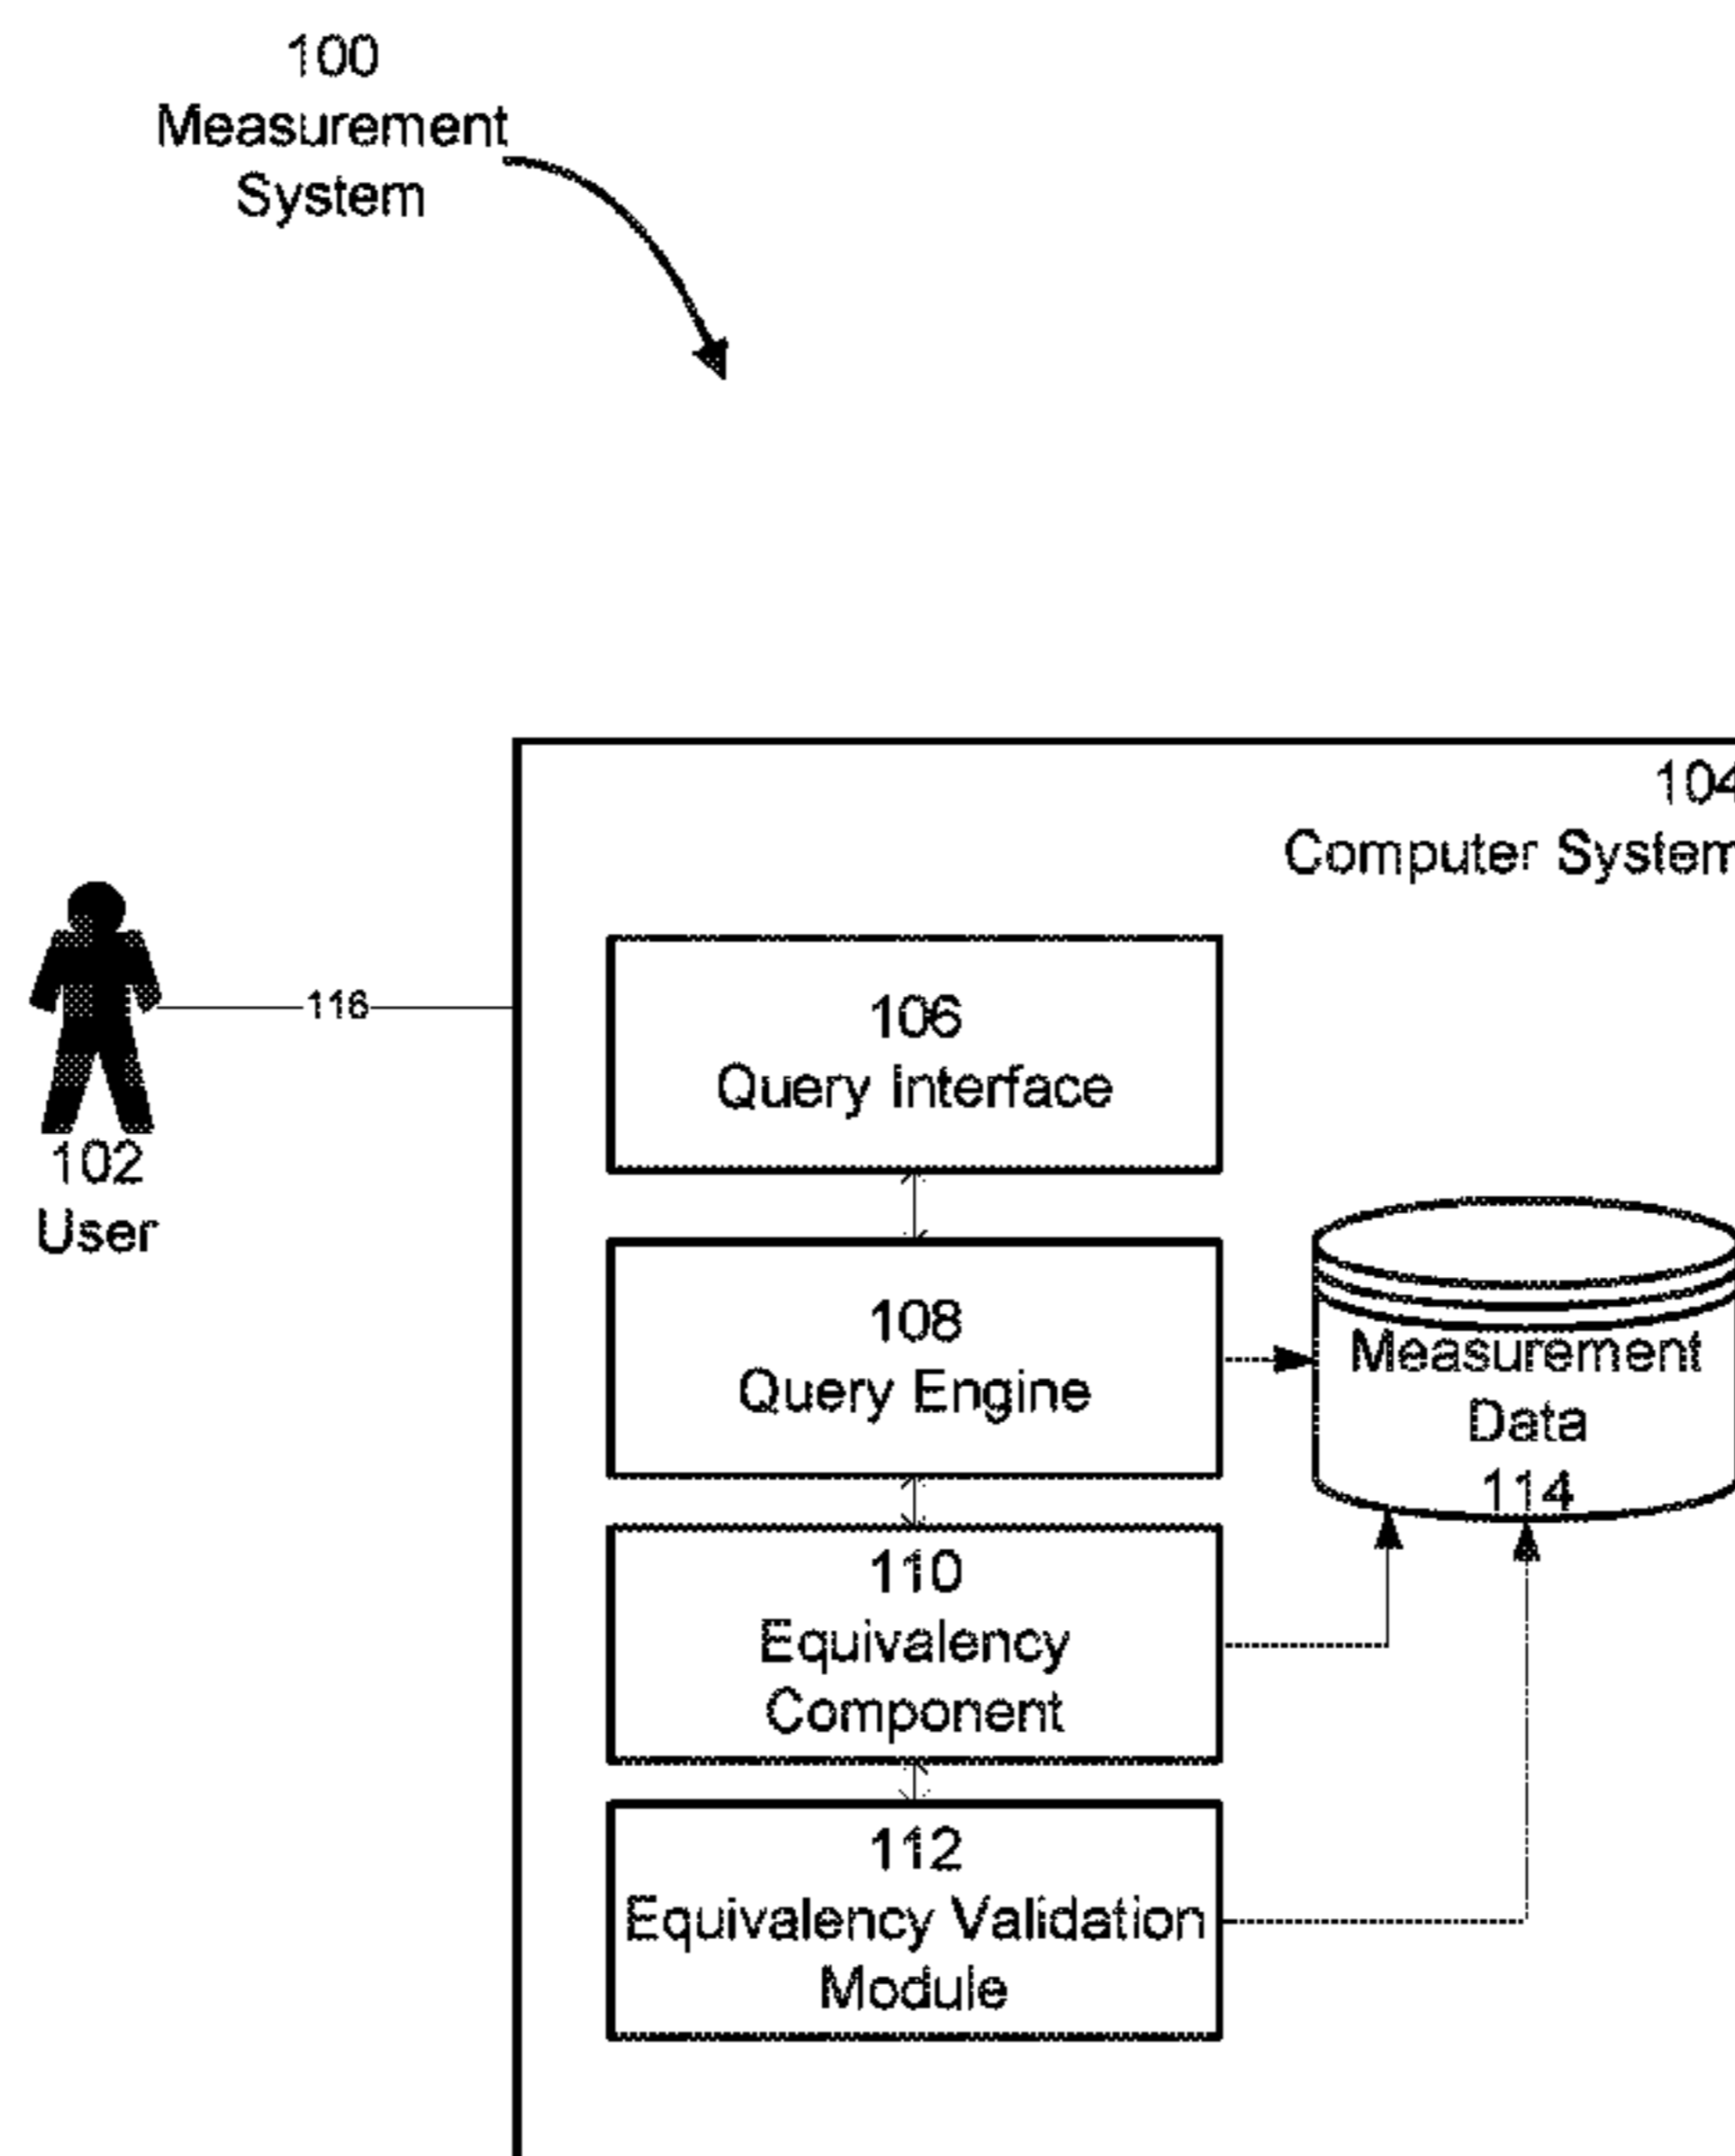 100
Measurement
System
104
Computer System
106
Query Interface
116
102
User
108
Query Engine
Measurement
Data
114
110
Equivalency
Component
112
Equivalency Validation
Module